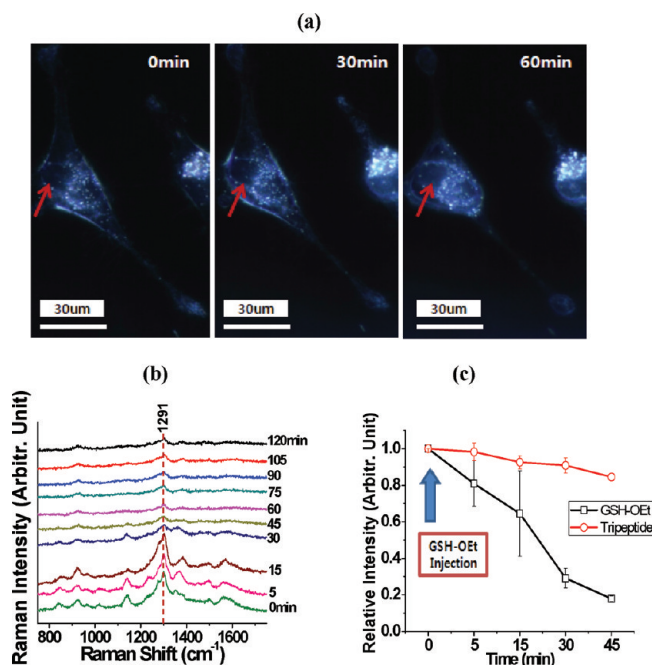 (a)
0min
30min
60min
30um
30um
30um
(b)
1291
120min
105
90
75
60
45
30
15
5
0min
800 1000 1200 1400 1600
Raman Shift (cm-1)
Raman Intensity (Arbitr. Unit)
(c)
Relative Intensity (Arbitr. Unit)
1.0
0.8
0.6
0.4
0.2
0.0
GSH-OEt
Tripeptide
GSH-OEt
Injection
0 5 15 30 45
Time (min)